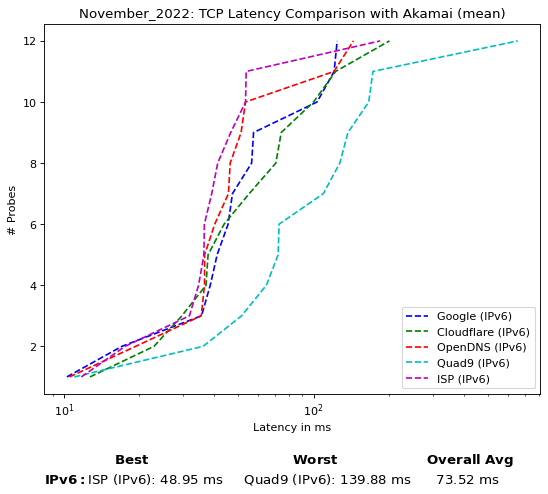 November_2022: TCP Latency Comparison with Akamai (mean)
12
10
8
6
4
2
# Probes
10¹
10²
Latency in ms
Google (IPv6)
Cloudflare (IPv6)
OpenDNS (IPv6)
Quad9 (IPv6)
ISP (IPv6)
Best Worst Overall Avg
IPv6: ISP (IPv6): 48.95 ms Quad9 (IPv6): 139.88 ms 73.52 ms